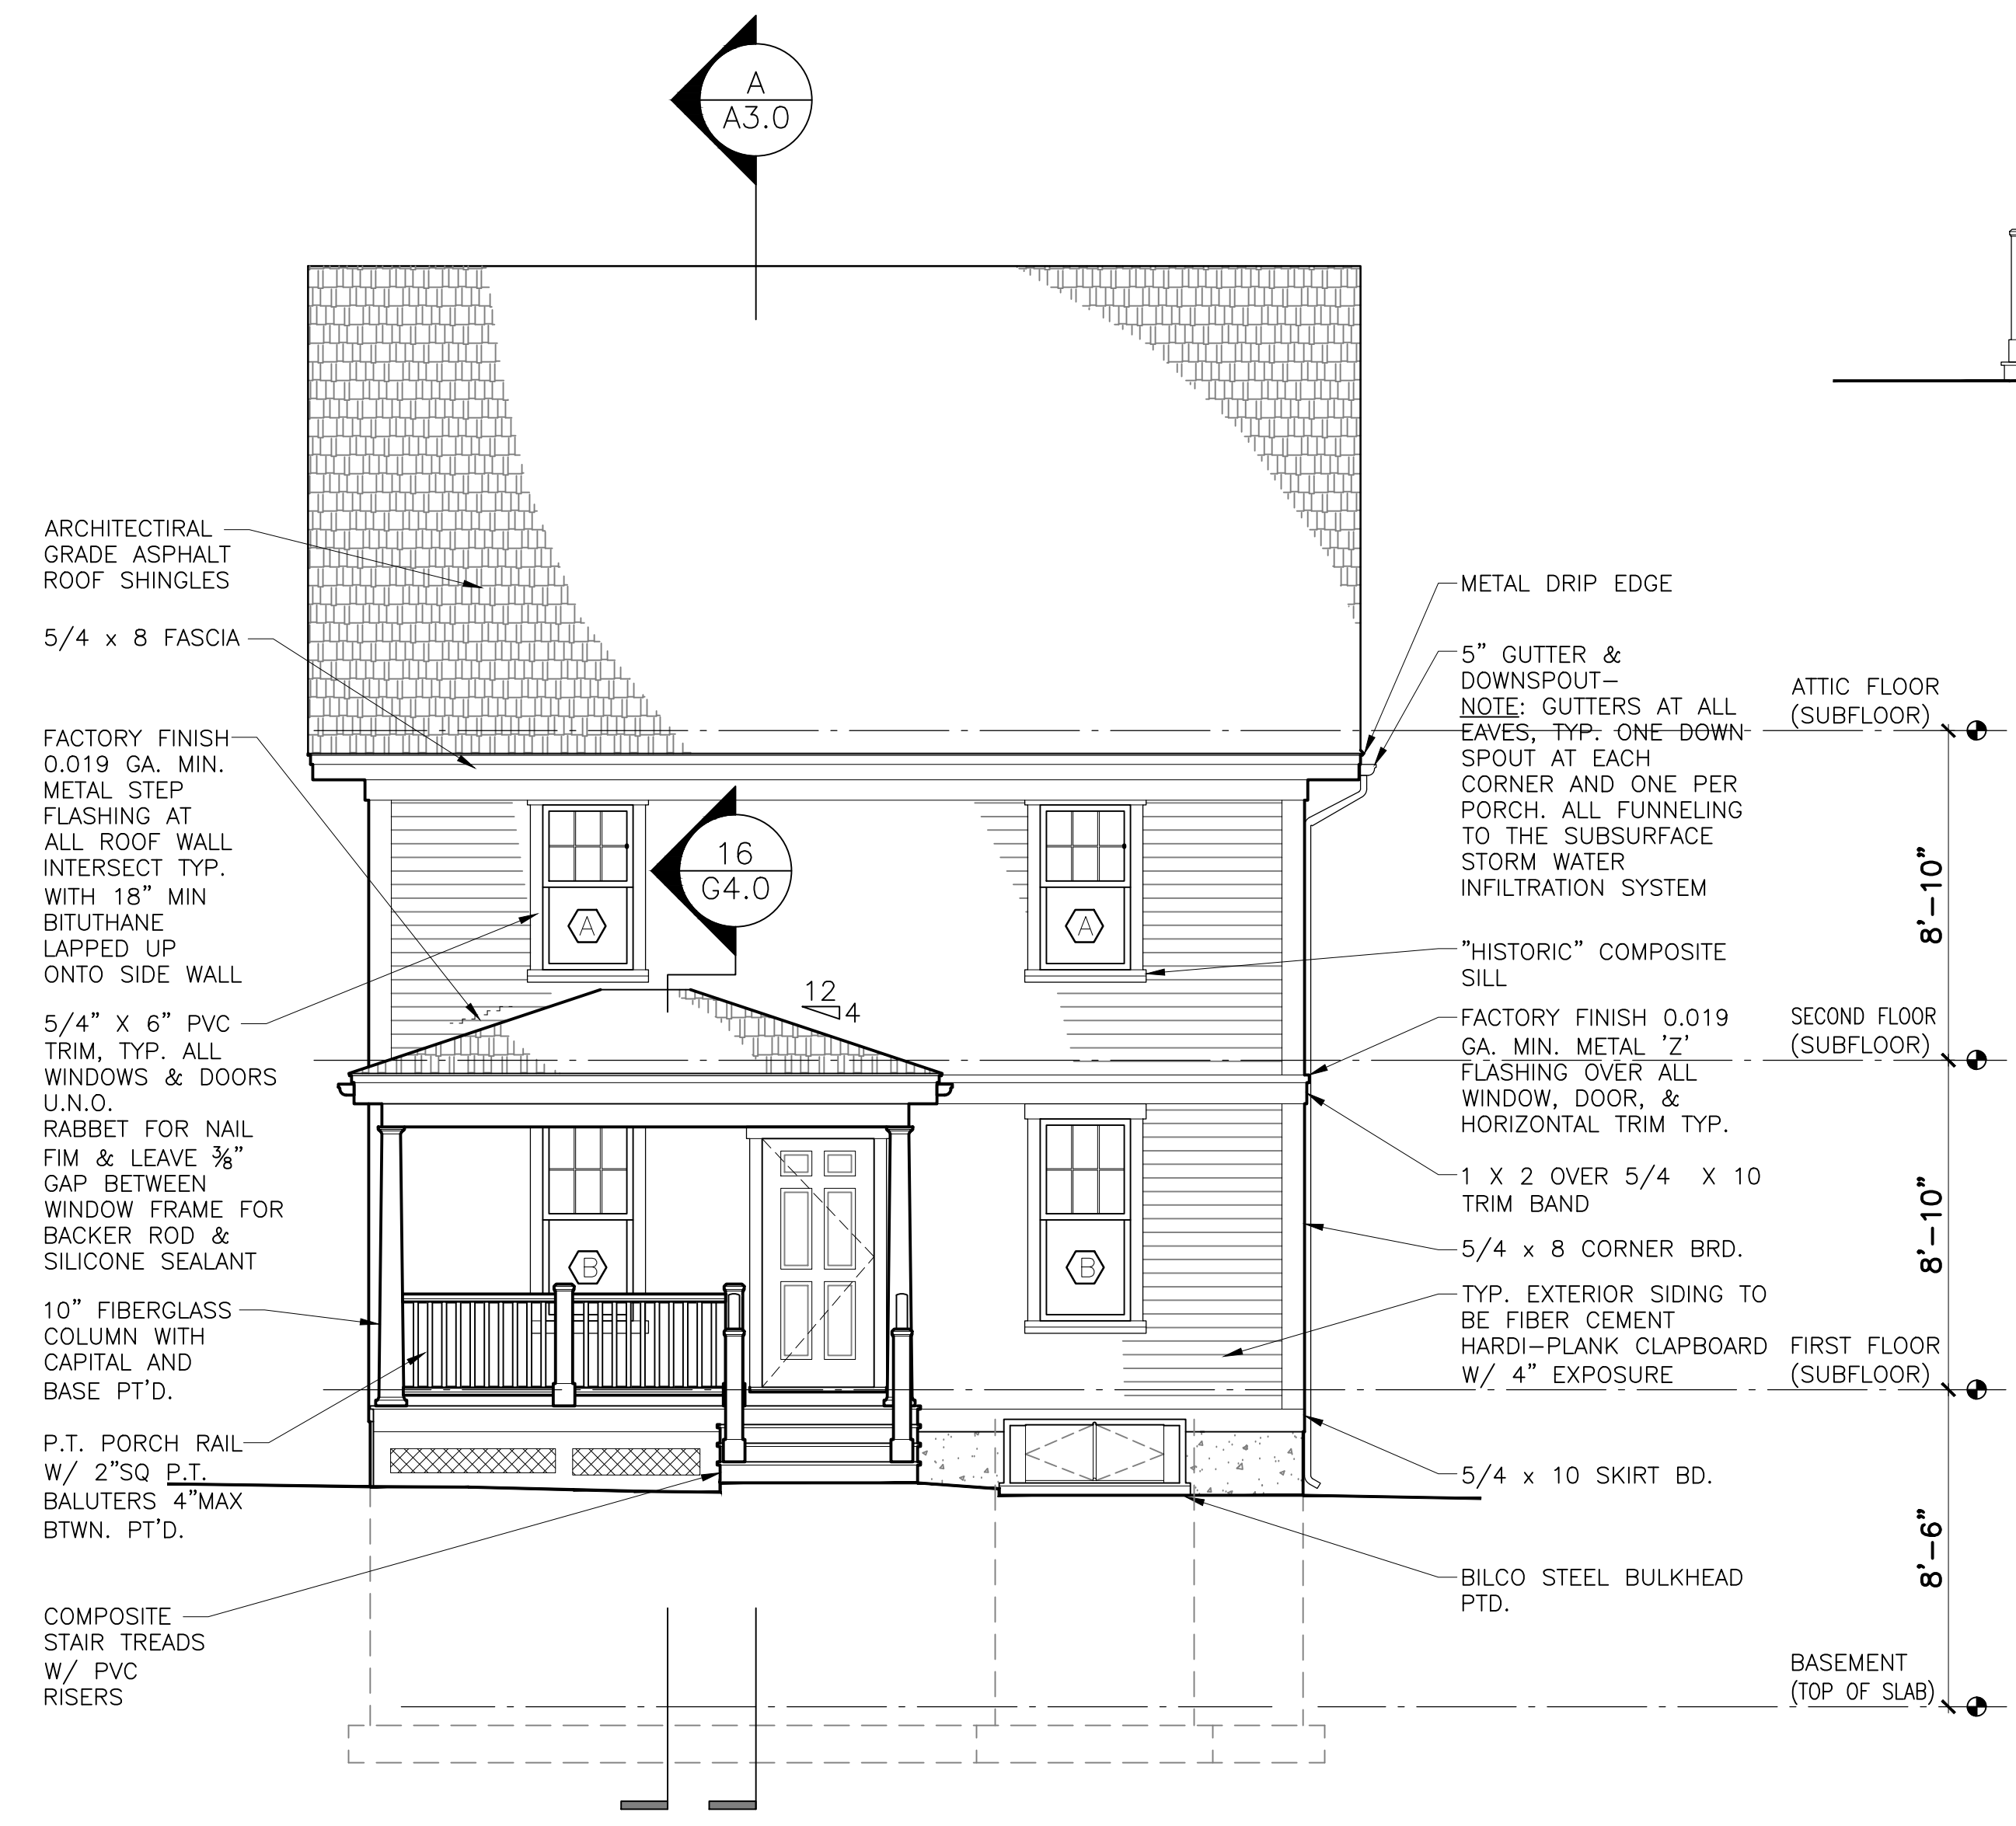 A
A3.0
ARCHITECTIRAL
GRADE ASPHALT
ROOF SHINGLES
5/4 x 8 FASCIA
FACTORY FINISH
0.019 GA. MIN.
METAL STEP
FLASHING AT
ALL ROOF WALL
INTERSECT TYP.
WITH 18" MIN
BITUTHANE
LAPPED UP
ONTO SIDE WALL
5/4" X 6" PVC
TRIM, TYP. ALL
WINDOWS & DOORS
U.N.O.
RABBET FOR NAIL
FIM & LEAVE ⅜"
GAP BETWEEN
WINDOW FRAME FOR
BACKER ROD &
SILICONE SEALANT
10" FIBERGLASS
COLUMN WITH
CAPITAL AND
BASE PT'D.
P.T. PORCH RAIL
W/ 2"SQ P.T.
BALUTERS 4"MAX
BTWN. PT'D.
COMPOSITE
STAIR TREADS
W/ PVC
RISERS
16
G4.0
A
A
12
4
B
B
METAL DRIP EDGE
5" GUTTER &
DOWNSPOUT-
NOTE: GUTTERS AT ALL
EAVES, TYP. ONE DOWN
SPOUT AT EACH
CORNER AND ONE PER
PORCH. ALL FUNNELING
TO THE SUBSURFACE
STORM WATER
INFILTRATION SYSTEM
"HISTORIC" COMPOSITE
SILL
FACTORY FINISH 0.019
GA. MIN. METAL 'Z'
FLASHING OVER ALL
WINDOW, DOOR, &
HORIZONTAL TRIM TYP.
1 X 2 OVER 5/4 X 10
TRIM BAND
5/4 x 8 CORNER BRD.
TYP. EXTERIOR SIDING TO
BE FIBER CEMENT
HARDI-PLANK CLAPBOARD
W/ 4" EXPOSURE
5/4 x 10 SKIRT BD.
BILCO STEEL BULKHEAD
PTD.
ATTIC FLOOR
(SUBFLOOR)
8'-10"
SECOND FLOOR
(SUBFLOOR)
8'-10"
FIRST FLOOR
(SUBFLOOR)
8'-6"
BASEMENT
(TOP OF SLAB)